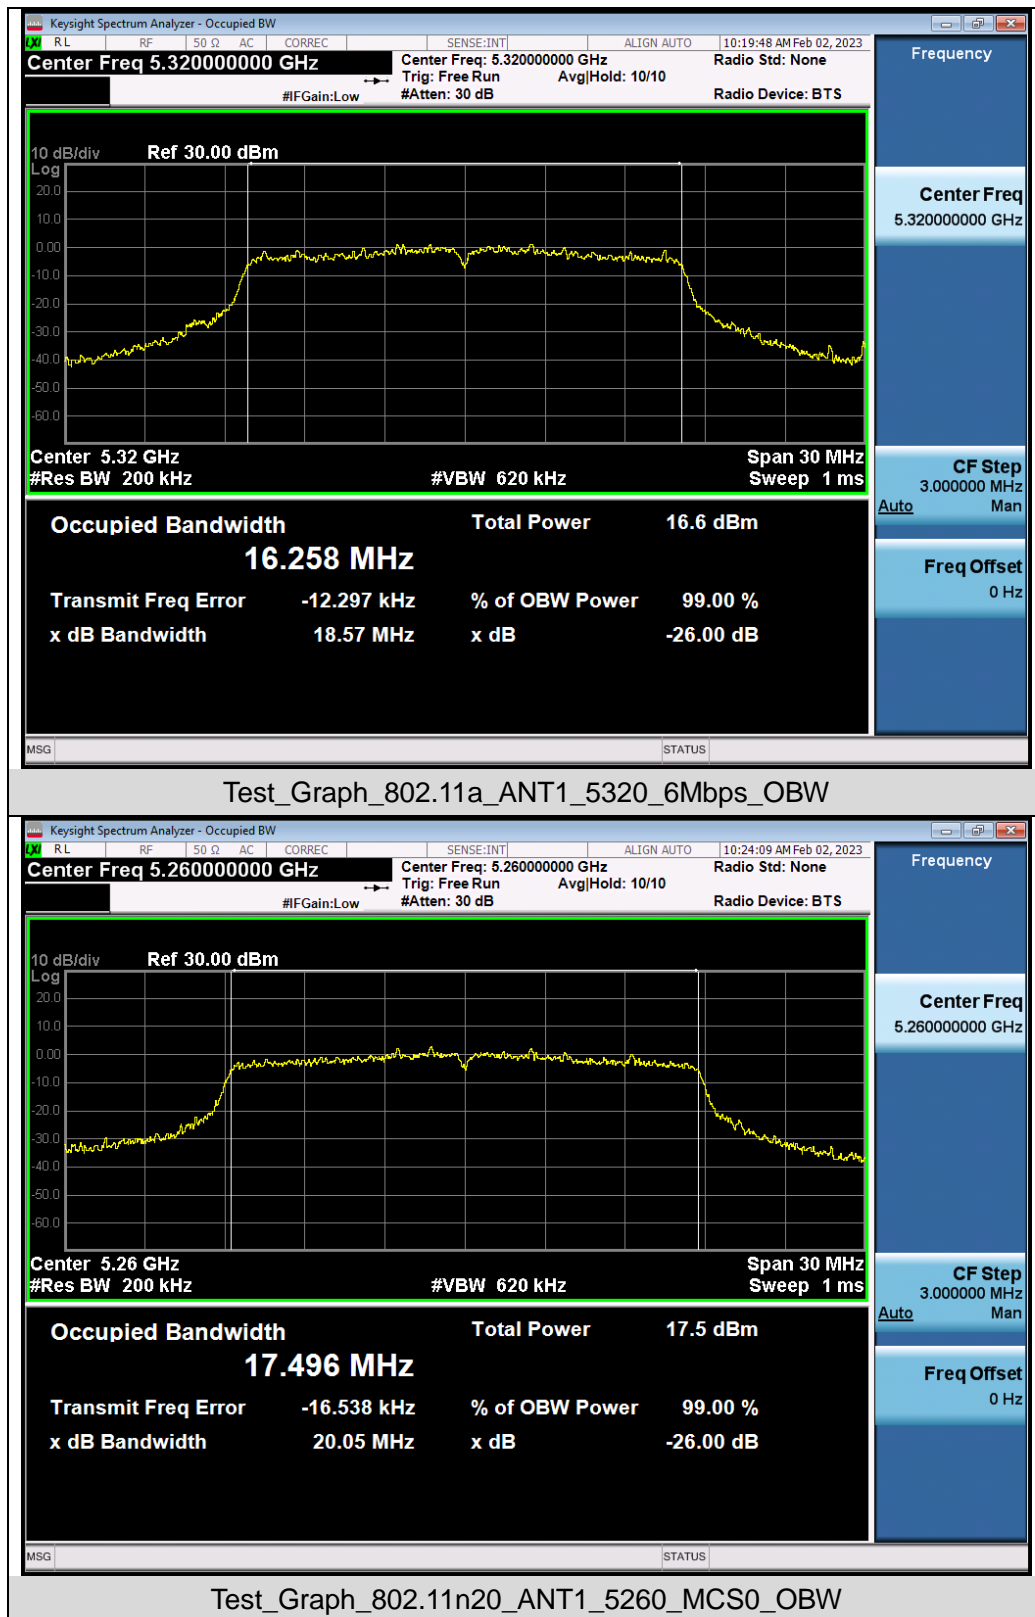 Keysight Spectrum Analyzer - Occupied BW
LXI RL RF 50 Ω AC CORREC SENSE:INT ALIGN AUTO 10:19:48 AM Feb 02, 2023
Center Freq 5.320000000 GHz Center Freq: 5.320000000 GHz Radio Std: None
Trig: Free Run Avg|Hold: 10/10
#IFGain:Low #Atten: 30 dB Radio Device: BTS
Frequency
10 dB/div Ref 30.00 dBm
Log
20.0
10.0
0.00
-10.0
-20.0
-30.0
-40.0
-50.0
-60.0
Center 5.32 GHz Span 30 MHz
#Res BW 200 kHz #VBW 620 kHz Sweep 1 ms
Center Freq
5.320000000 GHz
CF Step
3.000000 MHz
Auto Man
Freq Offset
0 Hz
Occupied Bandwidth Total Power 16.6 dBm
16.258 MHz
Transmit Freq Error -12.297 kHz % of OBW Power 99.00 %
x dB Bandwidth 18.57 MHz x dB -26.00 dB
MSG STATUS
Test_Graph_802.11a_ANT1_5320_6Mbps_OBW
Keysight Spectrum Analyzer - Occupied BW
LXI RL RF 50 Ω AC CORREC SENSE:INT ALIGN AUTO 10:24:09 AM Feb 02, 2023
Center Freq 5.260000000 GHz Center Freq: 5.260000000 GHz Radio Std: None
Trig: Free Run Avg|Hold: 10/10
#IFGain:Low #Atten: 30 dB Radio Device: BTS
Frequency
10 dB/div Ref 30.00 dBm
Log
20.0
10.0
0.00
-10.0
-20.0
-30.0
-40.0
-50.0
-60.0
Center 5.26 GHz Span 30 MHz
#Res BW 200 kHz #VBW 620 kHz Sweep 1 ms
Center Freq
5.260000000 GHz
CF Step
3.000000 MHz
Auto Man
Freq Offset
0 Hz
Occupied Bandwidth Total Power 17.5 dBm
17.496 MHz
Transmit Freq Error -16.538 kHz % of OBW Power 99.00 %
x dB Bandwidth 20.05 MHz x dB -26.00 dB
MSG STATUS
Test_Graph_802.11n20_ANT1_5260_MCS0_OBW